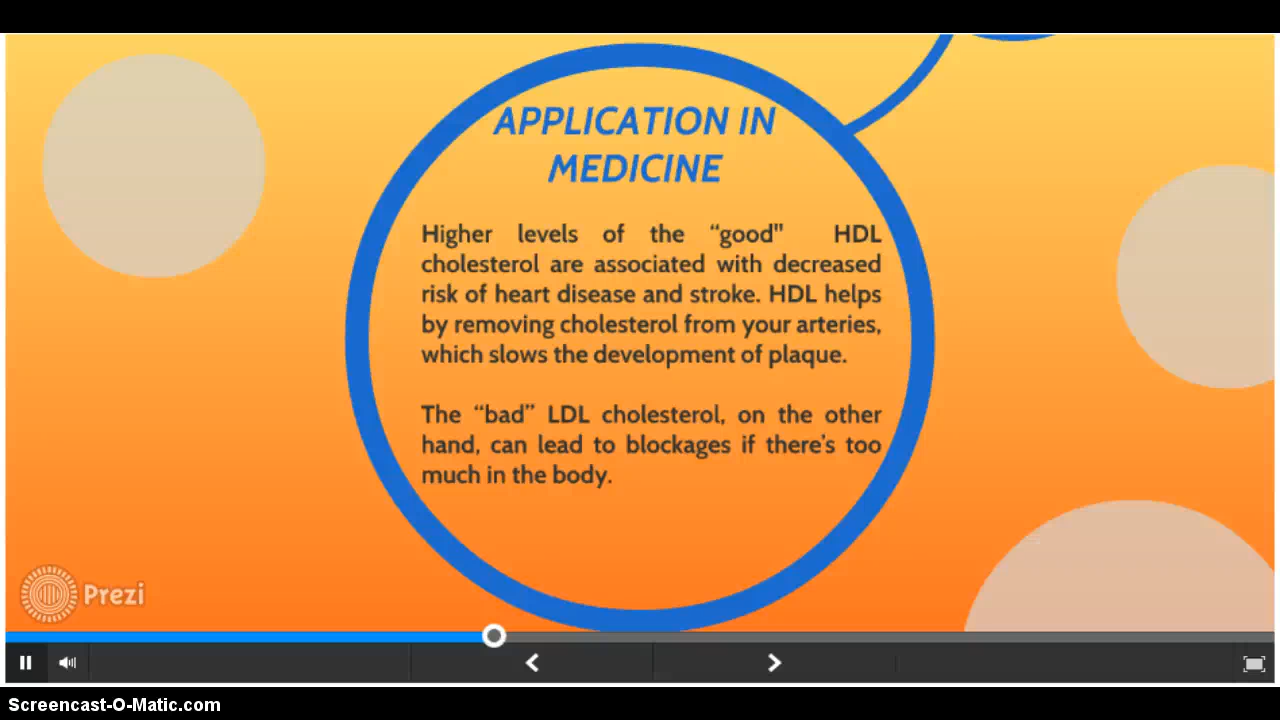 APPLICATION IN
MEDICINE
Higher levels of the “good" HDL
cholesterol are associated with decreased
risk of heart disease and stroke. HDL helps
by removing cholesterol from your arteries,
which slows the development of plaque.
The “bad” LDL cholesterol, on the other
hand, can lead to blockages if there’s too
much in the body.
Prezi
Screencast-O-Matic.com